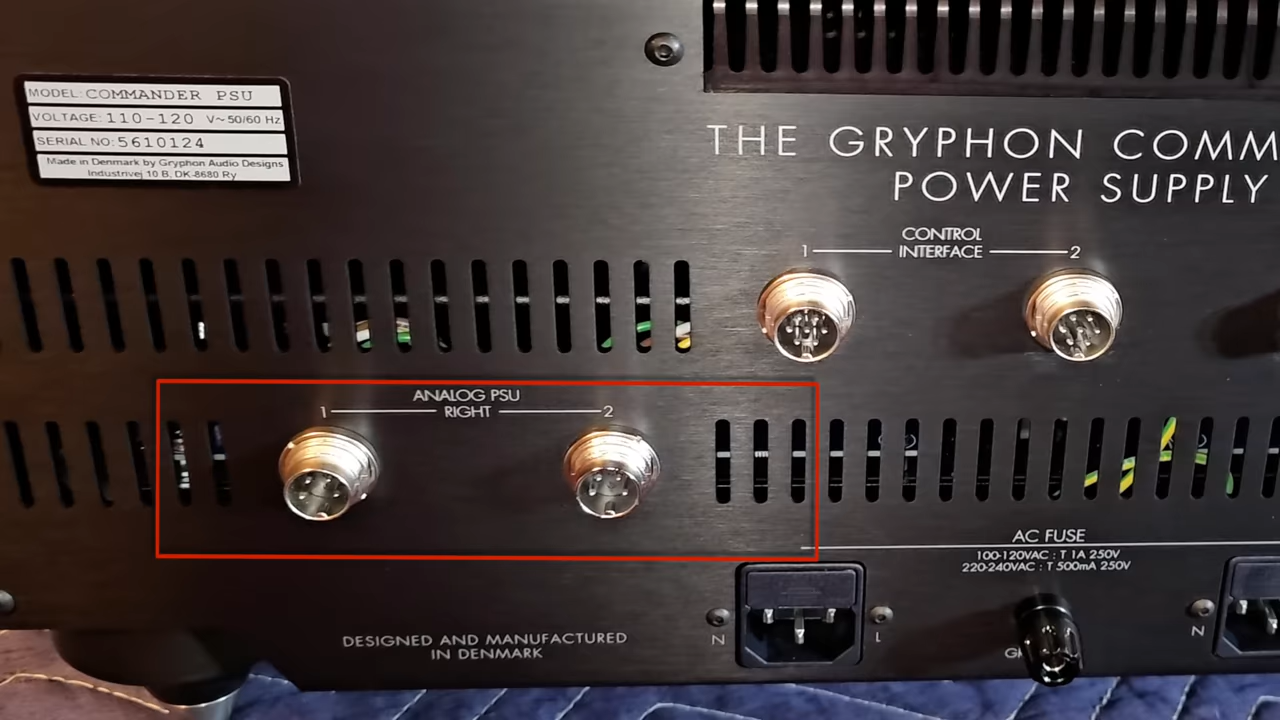 MODEL: COMMANDER PSU
VOLTAGE: 110-120 V~50/60 Hz
SERIAL NO: 5610124
Made in Denmark by Gryphon Audio Designs
Industrivej 10 B, DK-8680 Ry
THE GRYPHON COMM
POWER SUPPLY
CONTROL
1 INTERFACE 2
ANALOG PSU
1 RIGHT 2
AC FUSE
100-120VAC : T 1A 250V
220-240VAC : T 500mA 250V
N L N
DESIGNED AND MANUFACTURED
IN DENMARK